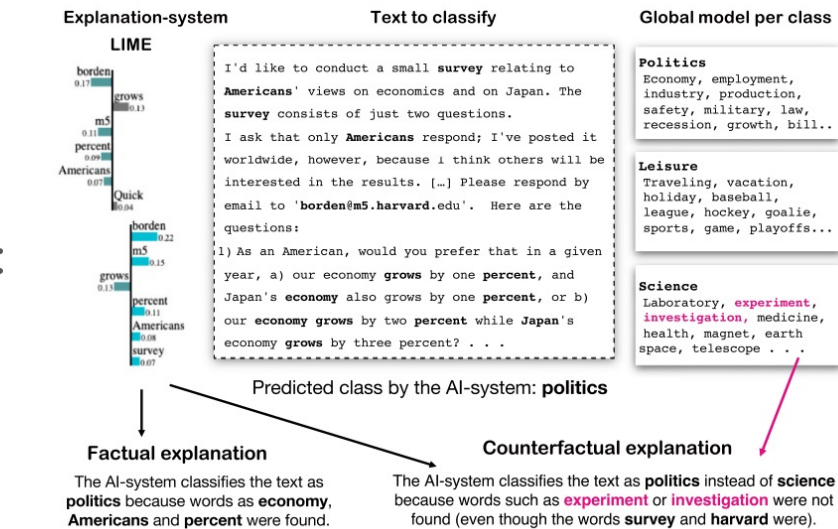 Explanation-system
LIME
borden
0.17
grows
0.13
m5
0.11
percent
0.09
Americans
0.07
Quick
0.04
borden
0.22
m5
0.15
grows
0.13
percent
0.11
Americans
0.08
survey
0.07
Text to classify
I'd like to conduct a small survey relating to
Americans' views on economics and on Japan. The
survey consists of just two questions.
I ask that only Americans respond; I've posted it
worldwide, however, because I think others will be
interested in the results. […] Please respond by
email to 'borden@m5.harvard.edu'. Here are the
questions:
1) As an American, would you prefer that in a given
year, a) our economy grows by one percent, and
Japan's economy also grows by one percent, or b)
our economy grows by two percent while Japan's
economy grows by three percent? . . .
Global model per class
Politics
Economy, employment,
industry, production,
safety, military, law,
recession, growth, bill..
Leisure
Traveling, vacation,
holiday, baseball,
league, hockey, goalie,
sports, game, playoffs...
Science
Laboratory, experiment,
investigation, medicine,
health, magnet, earth
space, telescope . . .
Predicted class by the AI-system: politics
Factual explanation
The AI-system classifies the text as
politics because words as economy,
Americans and percent were found.
Counterfactual explanation
The AI-system classifies the text as politics instead of science
because words such as experiment or investigation were not
found (even though the words survey and harvard were).